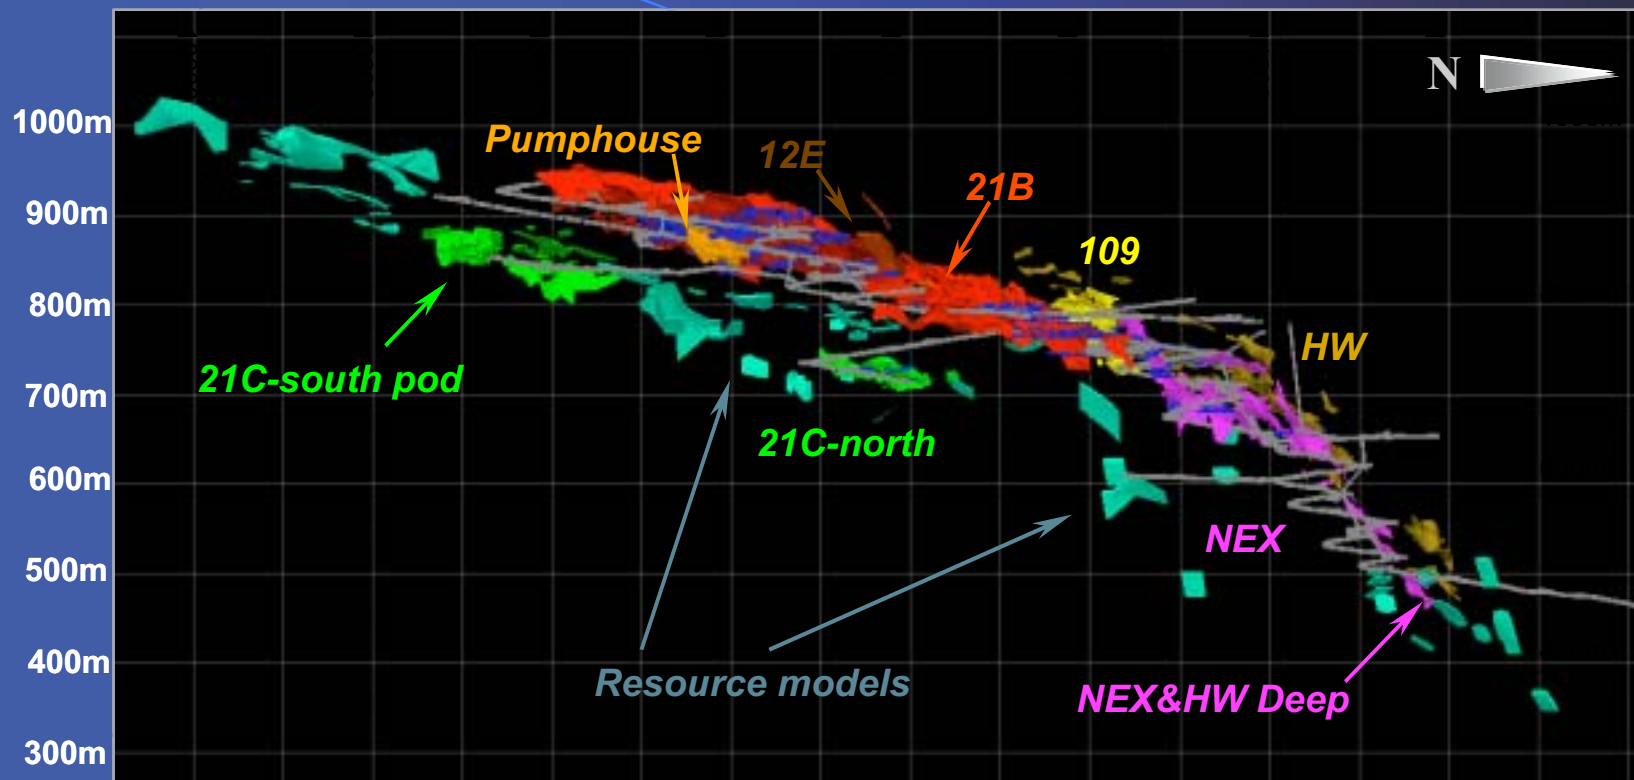 N
1000m
Pumphouse
12E
21B
900m
109
800m
HW
21C-south pod
700m
21C-north
600m
NEX
500m
400m
Resource models
NEX&HW Deep
300m